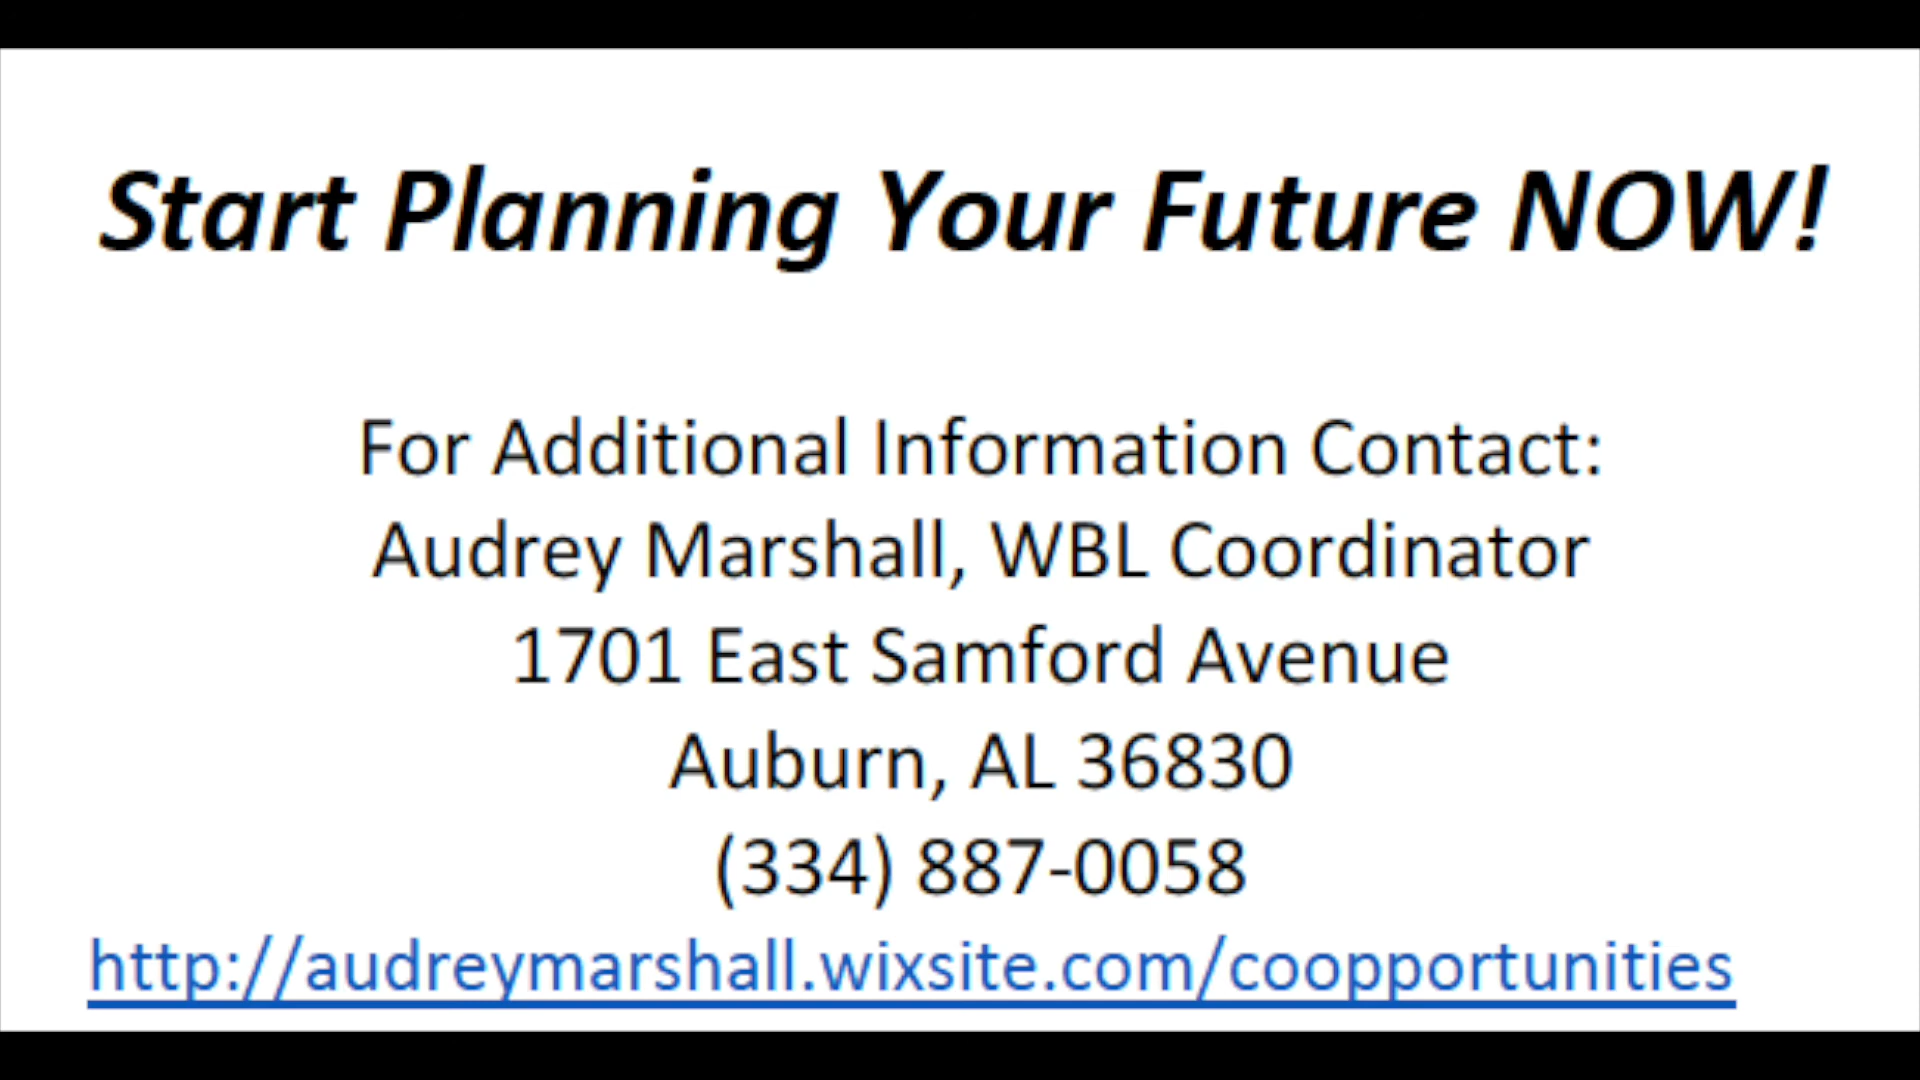 Start Planning Your Future NOW!
For Additional Information Contact:
Audrey Marshall, WBL Coordinator
1701 East Samford Avenue
Auburn, AL 36830
(334) 887-0058
http://audreymarshall.wixsite.com/coopportunities